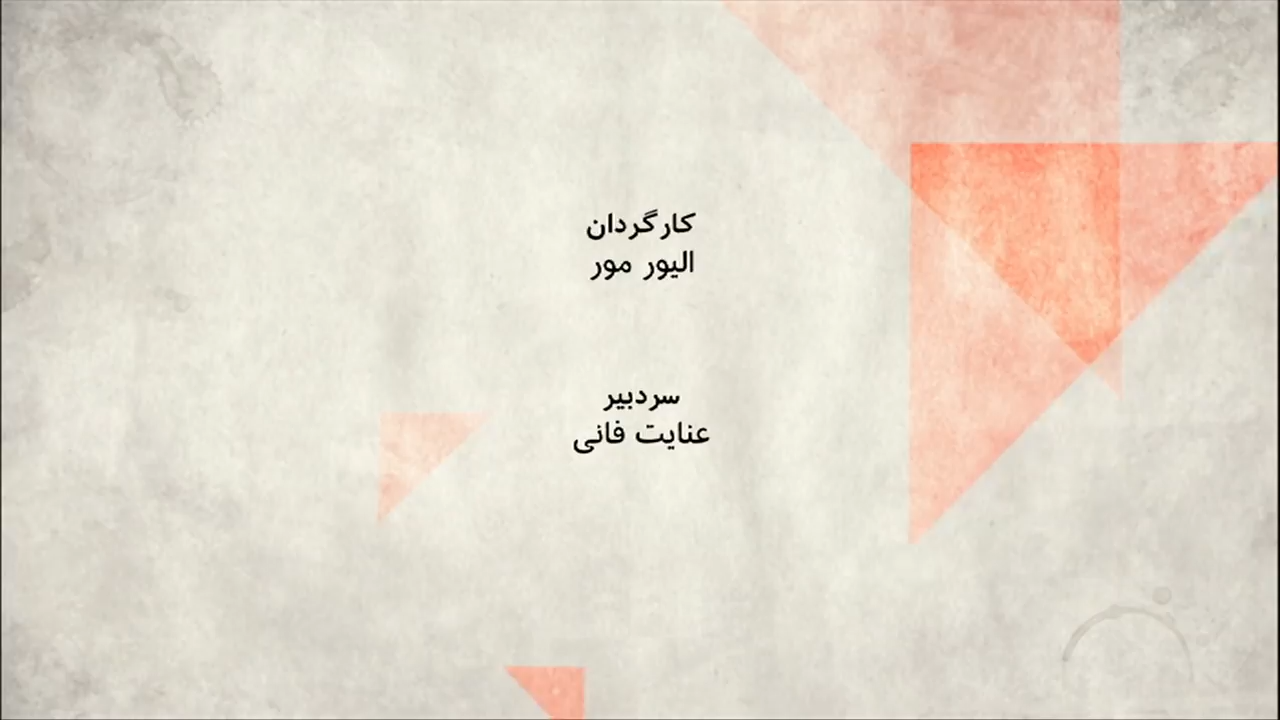 کارگردان
الیور مور
سردبیر
عنایت فانی